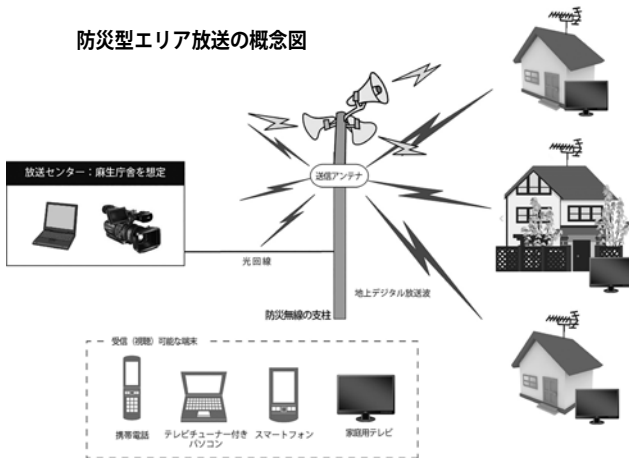 防災型エリア放送の概念図
放送センター：麻生庁舎を想定
送信アンテナ
光回線
地上デジタル放送波
防災無線の支柱
受信（視聴）可能な端末
携帯電話
テレビチューナー付き
パソコン
スマートフォン
家庭用テレビ